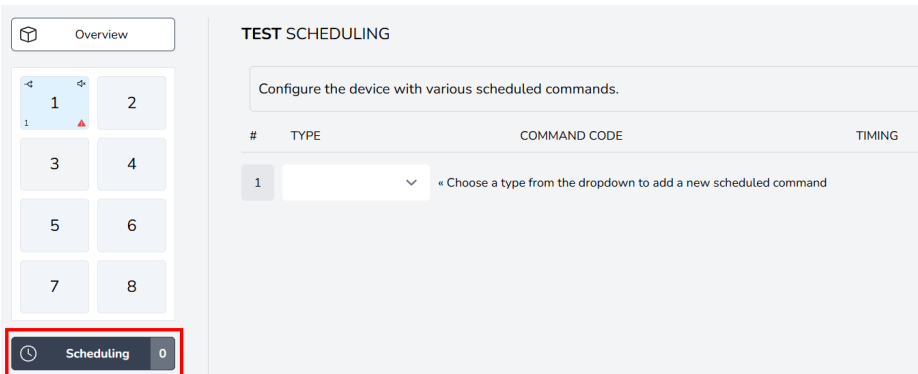 Overview
1
1
2
3
4
5
6
7
8
Scheduling 0
TEST SCHEDULING
Configure the device with various scheduled commands.
# TYPE COMMAND CODE TIMING
1 « Choose a type from the dropdown to add a new scheduled command